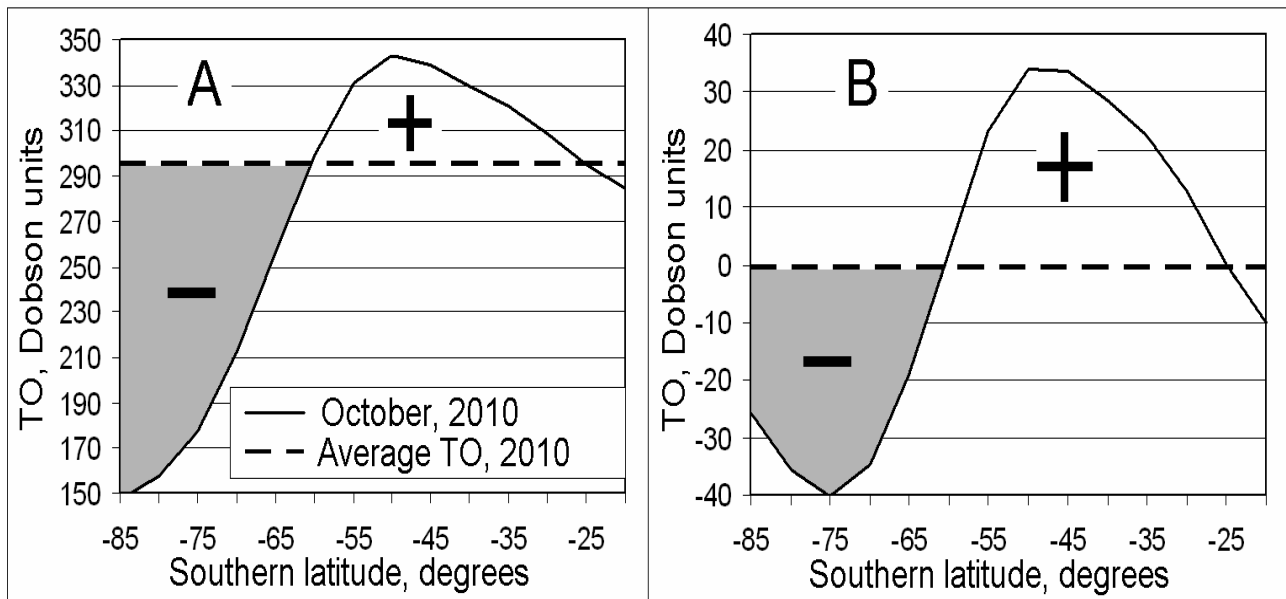 A
TO, Dobson units
350
330
310
290
270
250
230
210
190
170
150
+
−
October, 2010
Average TO, 2010
-85 -75 -65 -55 -45 -35 -25
Southern latitude, degrees
B
TO, Dobson units
40
30
20
10
0
-10
-20
-30
-40
+
−
-85 -75 -65 -55 -45 -35 -25
Southern latitude, degrees